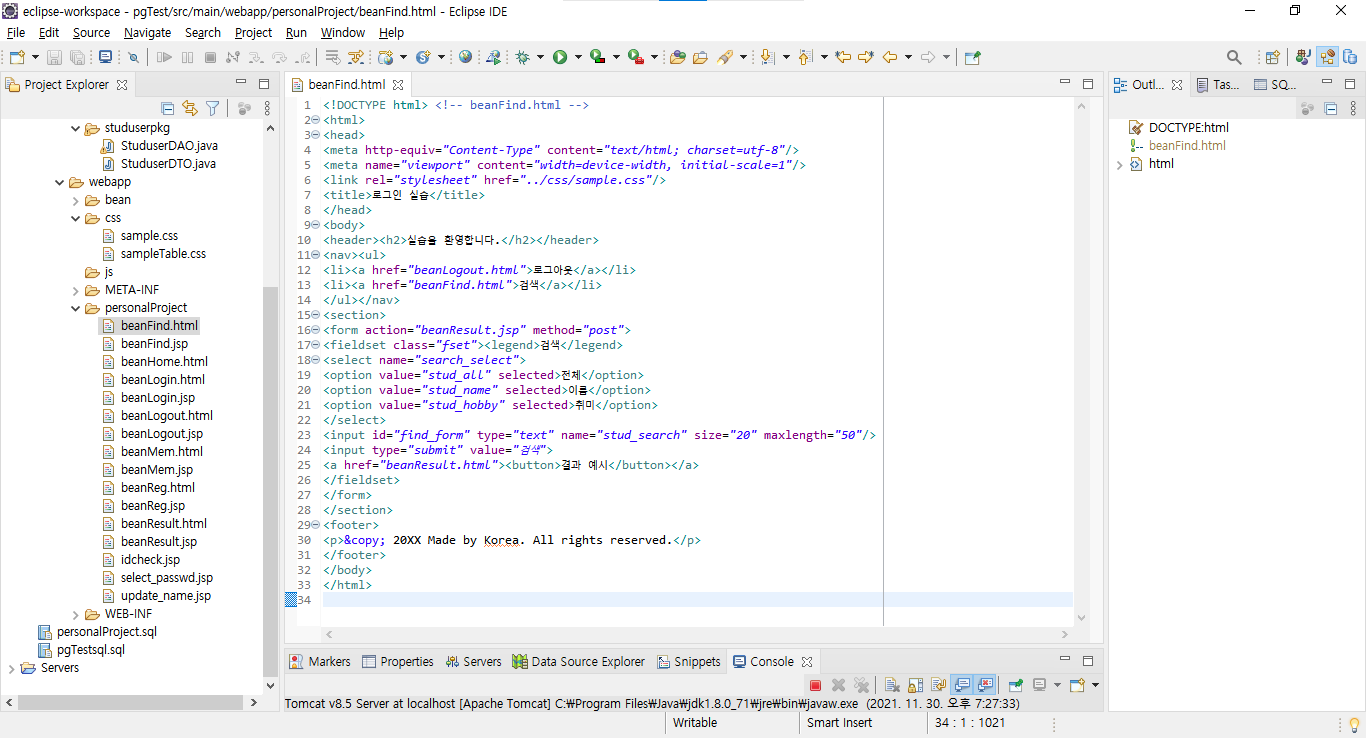 eclipse-workspace - pgTest/src/main/webapp/personalProject/beanFind.html - Eclipse IDE
File Edit Source Navigate Search Project Run Window Help
Project Explorer
studuserpkg
StuduserDAO.java
StuduserDTO.java
webapp
bean
css
sample.css
sampleTable.css
js
META-INF
personalProject
beanFind.html
beanFind.jsp
beanHome.html
beanLogin.html
beanLogin.jsp
beanLogout.html
beanLogout.jsp
beanMem.html
beanMem.jsp
beanReg.html
beanReg.jsp
beanResult.html
beanResult.jsp
idcheck.jsp
select_passwd.jsp
update_name.jsp
WEB-INF
personalProject.sql
pgTestsql.sql
Servers
beanFind.html
1 <!DOCTYPE html> <!-- beanFind.html -->
2 <html>
3 <head>
4 <meta http-equiv="Content-Type" content="text/html; charset=utf-8"/>
5 <meta name="viewport" content="width=device-width, initial-scale=1"/>
6 <link rel="stylesheet" href="../css/sample.css"/>
7 <title>로그인 실습</title>
8 </head>
9 <body>
10 <header><h2>실습을 환영합니다.</h2></header>
11 <nav><ul>
12 <li><a href="beanLogout.html">로그아웃</a></li>
13 <li><a href="beanFind.html">검색</a></li>
14 </ul></nav>
15 <section>
16 <form action="beanResult.jsp" method="post">
17 <fieldset class="fset"><legend>검색</legend>
18 <select name="search_select">
19 <option value="stud_all" selected>전체</option>
20 <option value="stud_name" selected>이름</option>
21 <option value="stud_hobby" selected>취미</option>
22 </select>
23 <input id="find_form" type="text" name="stud_search" size="20" maxlength="50"/>
24 <input type="submit" value="검색">
25 <a href="beanResult.html"><button>결과 예시</button></a>
26 </fieldset>
27 </form>
28 </section>
29 <footer>
30 <p>&copy; 20XX Made by Korea. All rights reserved.</p>
31 </footer>
32 </body>
33 </html>
34
Outl... Tas... SQ...
DOCTYPE:html
beanFind.html
html
Markers Properties Servers Data Source Explorer Snippets Console
Tomcat v8.5 Server at localhost [Apache Tomcat] C:₩Program Files₩Java₩jdk1.8.0_71₩jre₩bin₩javaw.exe (2021. 11. 30. 오후 7:27:33)
Writable Smart Insert 34 : 1 : 1021